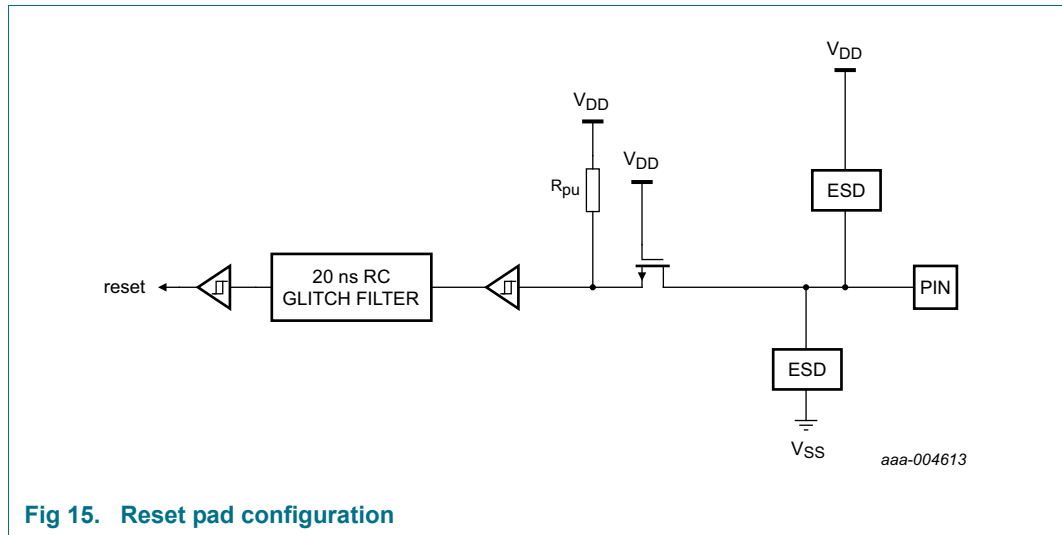 VDD
VDD
VDD
Rpu
ESD
reset
20 ns RC
GLITCH FILTER
PIN
ESD
VSS
aaa-004613
Fig 15. Reset pad configuration